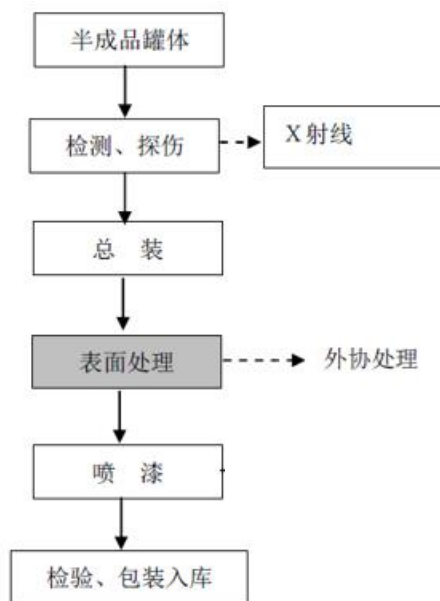 半成品罐体
检测、探伤
X射线
总 装
表面处理
外协处理
喷 漆
检验、包装入库